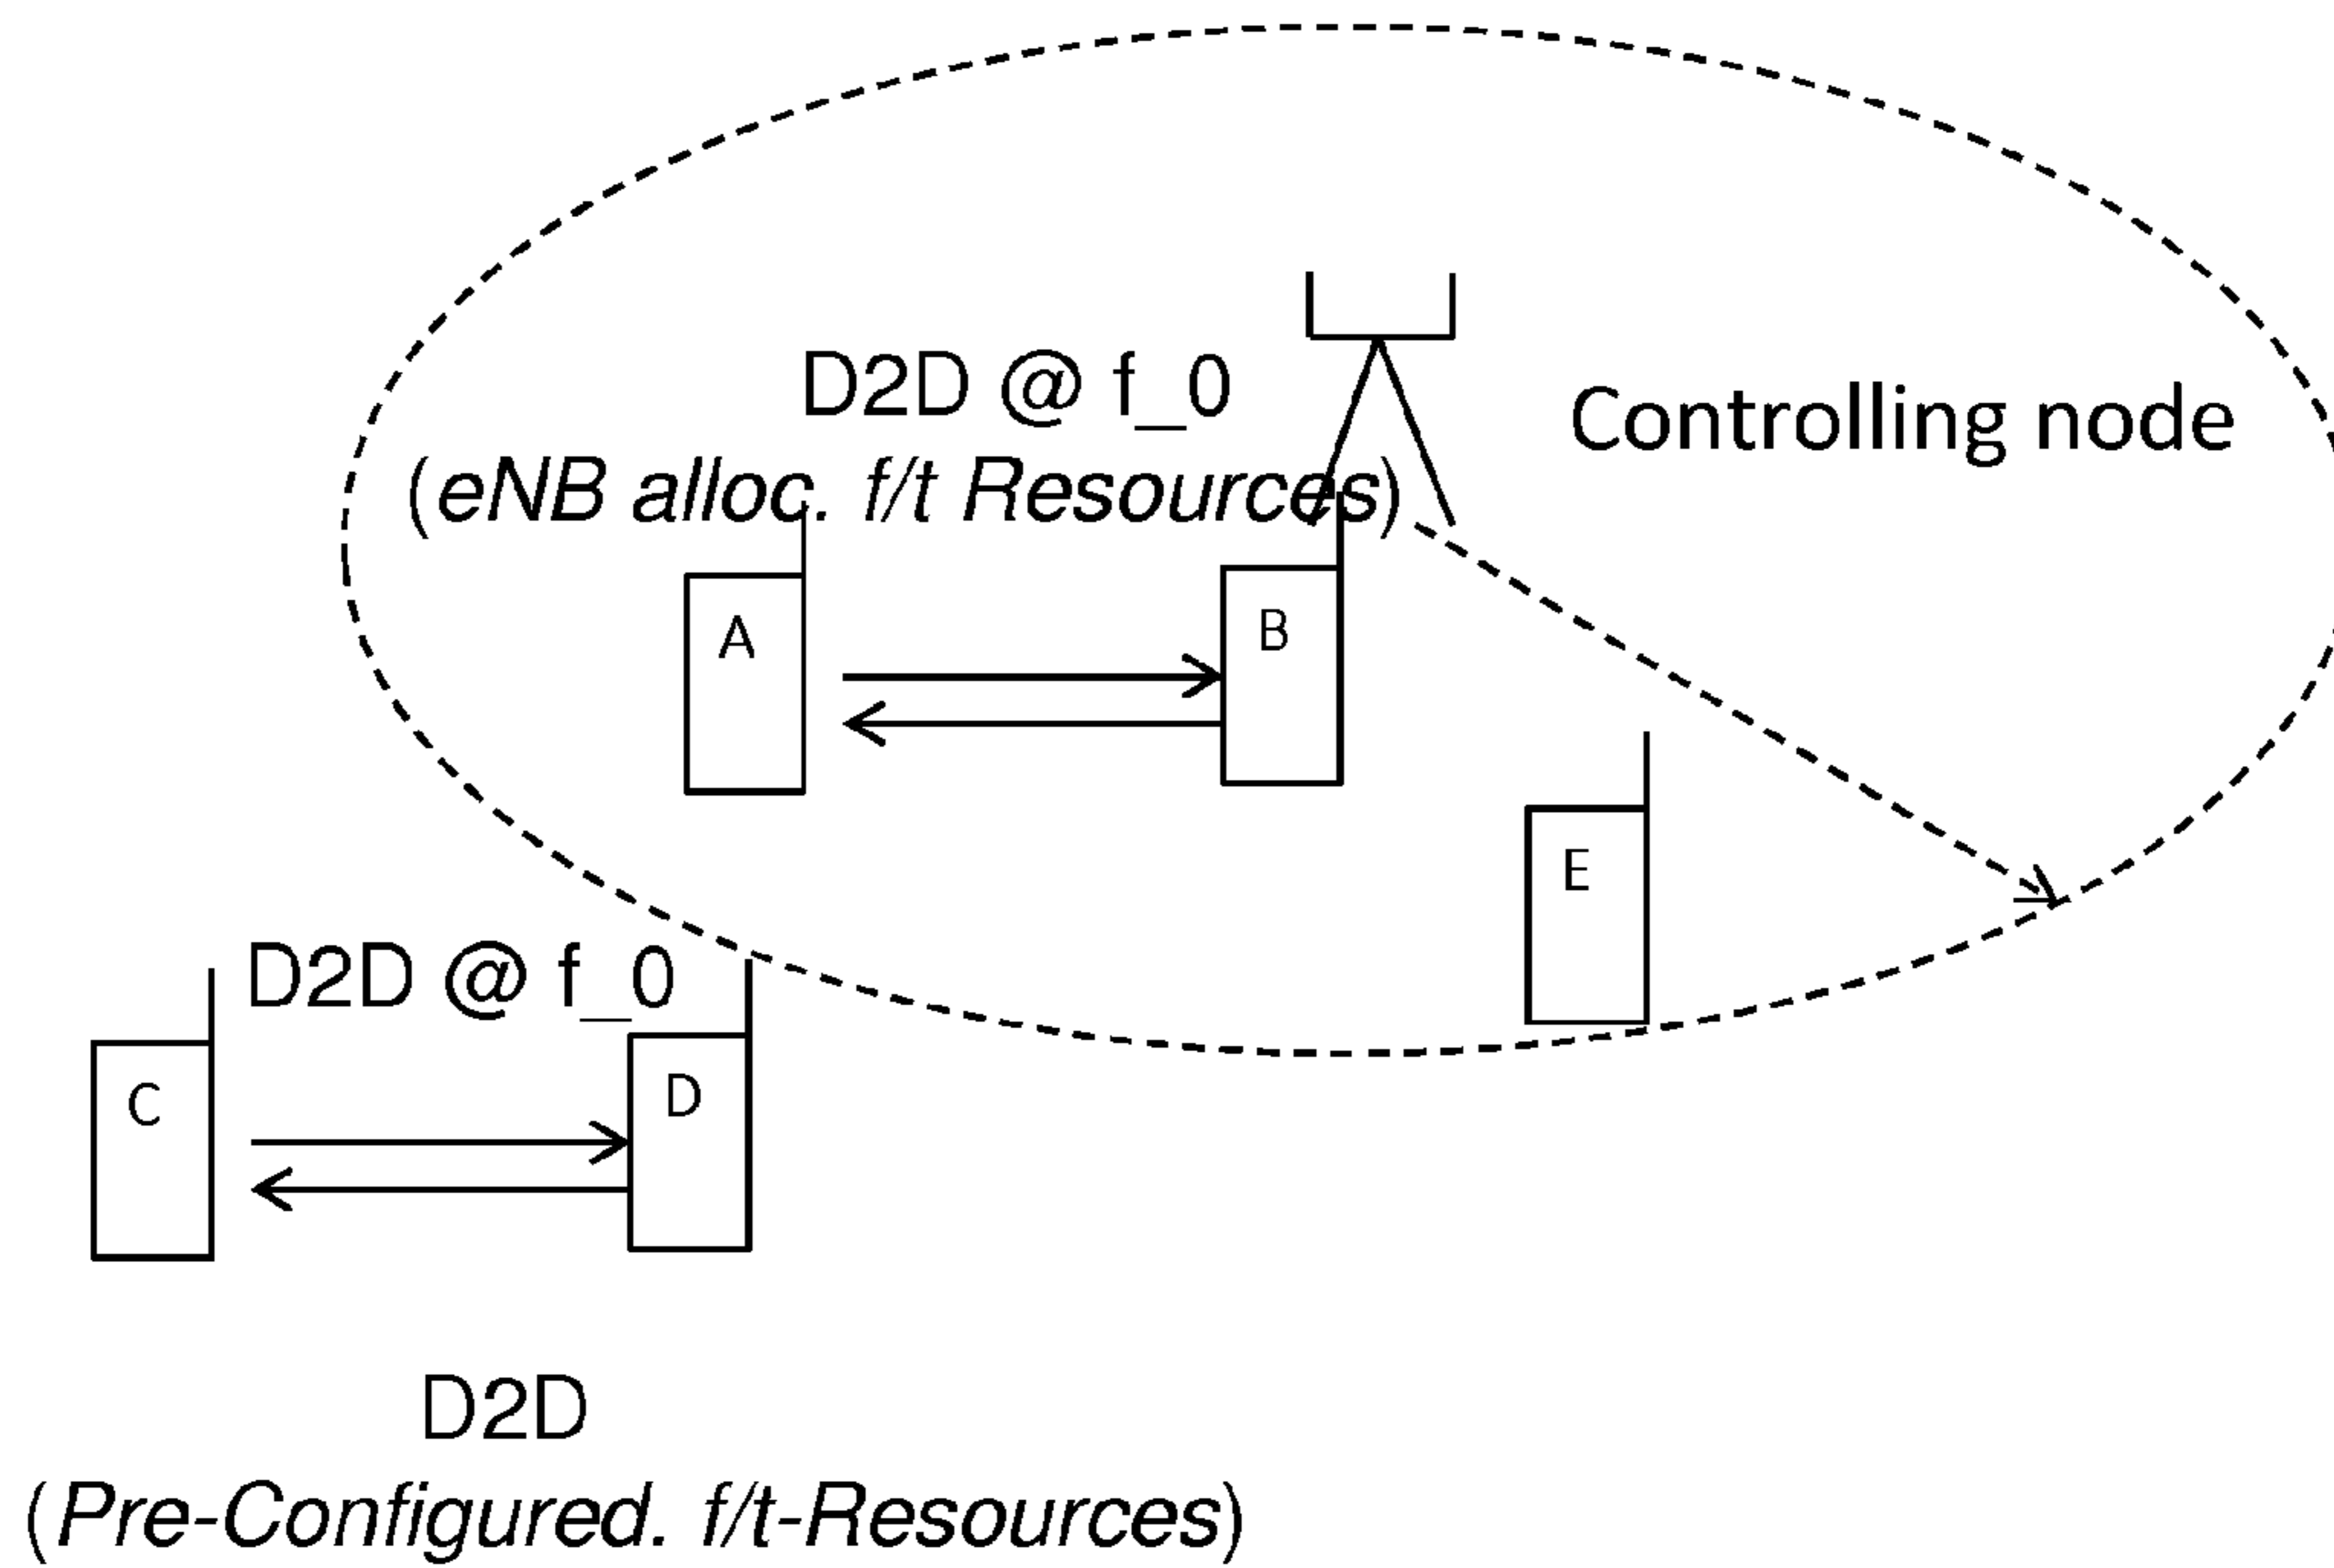 D2D @ f_0
(eNB alloc. f/t Resources)
Controlling node
A
B
E
D2D @ f_0
C
D
D2D
(Pre-Configured. f/t-Resources)